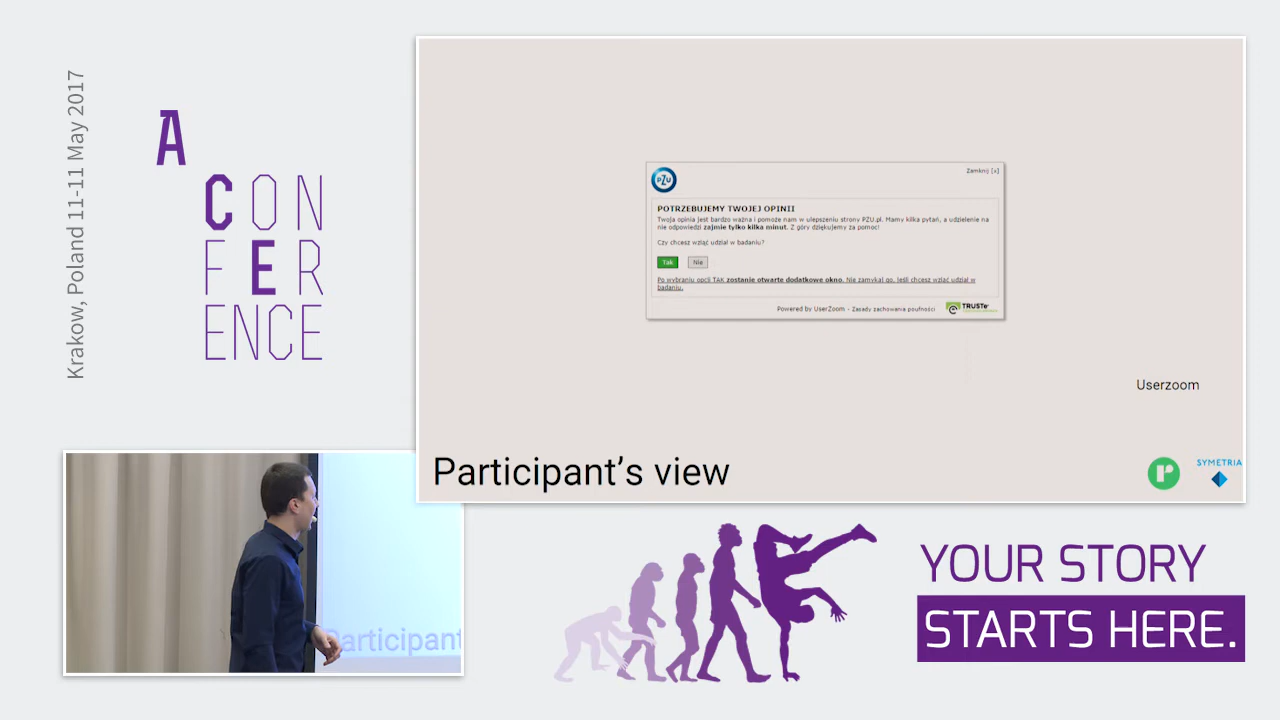 Krakow, Poland 11-11 May 2017
A
CON
FER
ENCE
PZU
Zamknij [x]
POTRZEBUJEMY TWOJEJ OPINII
Twoja opinia jest bardzo ważna i pomoże nam w ulepszeniu strony PZU.pl. Mamy kilka pytań, a udzielenie na
nie odpowiedzi zajmie tylko kilka minut. Z góry dziękujemy za pomoc!
Czy chcesz wziąć udział w badaniu?
Tak
Nie
Po wybraniu opcji TAK zostanie otwarte dodatkowe okno. Nie zamykaj go, jeśli chcesz wziąć udział w
badaniu.
Powered by UserZoom - Zasady zachowania poufności
TRUSTe
Userzoom
Participant's view
r
SYMETRIA
Participant
YOUR STORY
STARTS HERE.